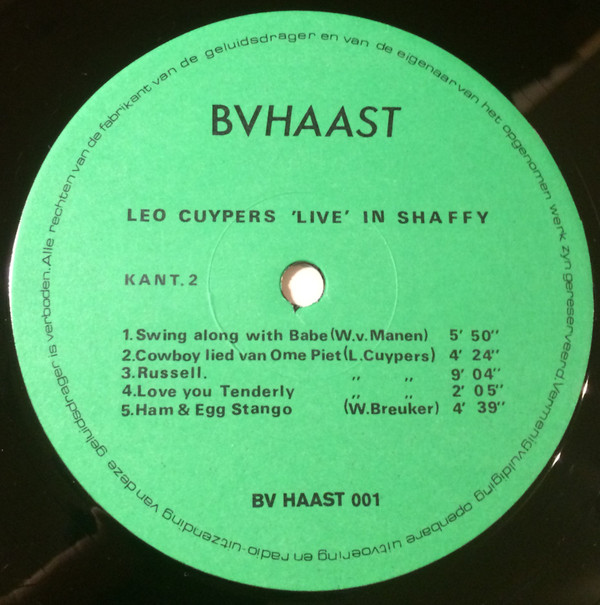 BVHAAST
LEO CUYPERS 'LIVE' IN SHAFFY
KANT.2
1.Swing along with Babe(W.v.Manen) 5' 50''
2.Cowboy lied van Ome Piet(L.Cuypers) 4' 24''
3.Russell. ,, ,, 9' 04''
4.Love you Tenderly ,, ,, 2' 05''
5.Ham & Egg Stango (W.Breuker) 4' 39''
BV HAAST 001
Alle rechten van de fabrikant van de geluidsdrager en van de eigenaar van het opgenomen werk zyn gereserveerd. Vermenigvuldiging openbare uitvoering en radio-uitzending van deze geluidsdrager is verboden.